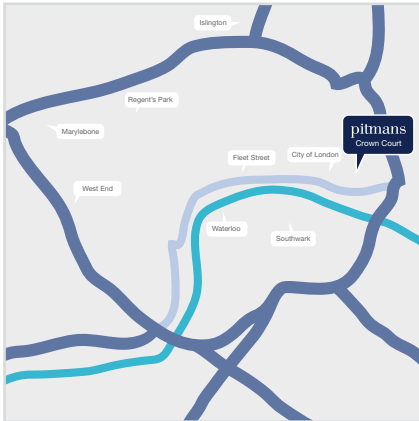 Islington
Regent's Park
Marylebone
pitmans
Crown Court
Fleet Street
City of London
West End
Waterloo
Southwark